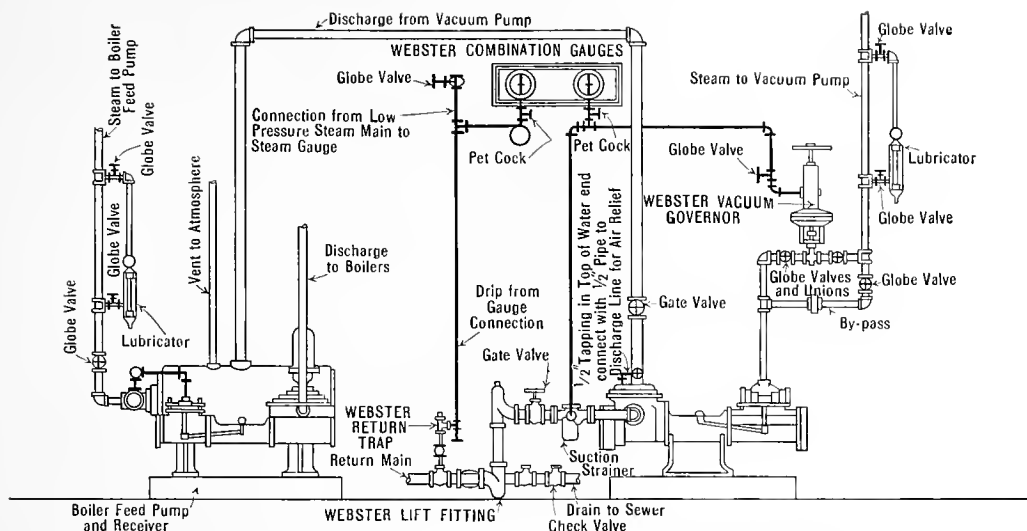 Discharge from Vacuum Pump
WEBSTER COMBINATION GAUGES
Globe Valve
Steam to Boiler
Feed Pump
Globe Valve
Globe Valve
Connection from Low
Pressure Steam Main to
Steam Gauge
Pet Cock
Pet Cock
Steam to Vacuum Pump
Globe Valve
Globe Valve
Lubricator
WEBSTER VACUUM
GOVERNOR
Globe Valve
Globe Valve
Globe Valve
Lubricator
Vent to Atmosphere
Discharge
to Boilers
Drip from
Gauge
Connection
Gate Valve
1/2" Tapping in Top of Water end
connect with 1/2" Pipe to
Discharge Line for Air Relief
Gate Valve
Globe Valves
and Unions
Globe Valve
By-pass
WEBSTER
RETURN
TRAP
Return Main
Suction
Strainer
Boiler Feed Pump
and Receiver
WEBSTER LIFT FITTING
Drain to Sewer
Check Valve